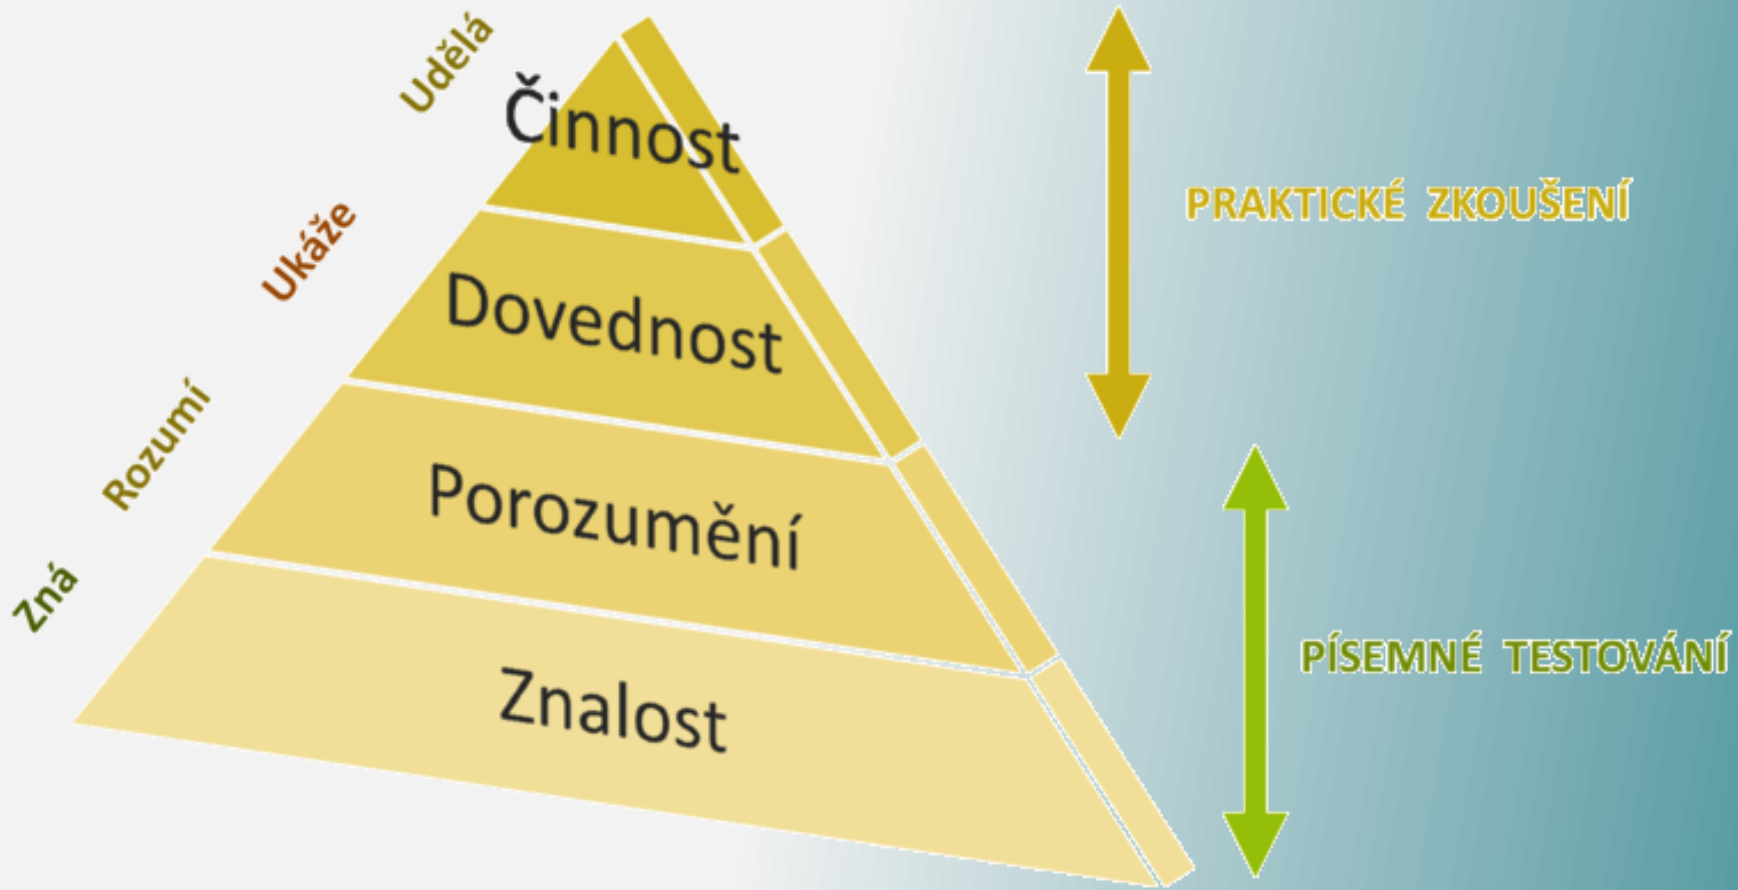 Udělá
Činnost
PRAKTICKÉ ZKOUŠENÍ
Ukáže
Dovednost
Rozumí
Porozumění
Zná
PÍSEMNÉ TESTOVÁNÍ
Znalost